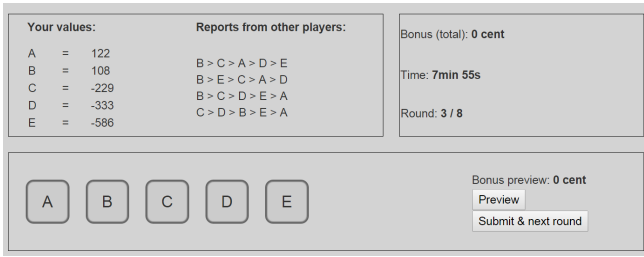 Your values:
A = 122
B = 108
C = -229
D = -333
E = -586
Reports from other players:
B > C > A > D > E
B > E > C > A > D
B > C > D > E > A
C > D > B > E > A
Bonus (total): 0 cent
Time: 7min 55s
Round: 3 / 8
A B C D E
Bonus preview: 0 cent
Preview
Submit & next round